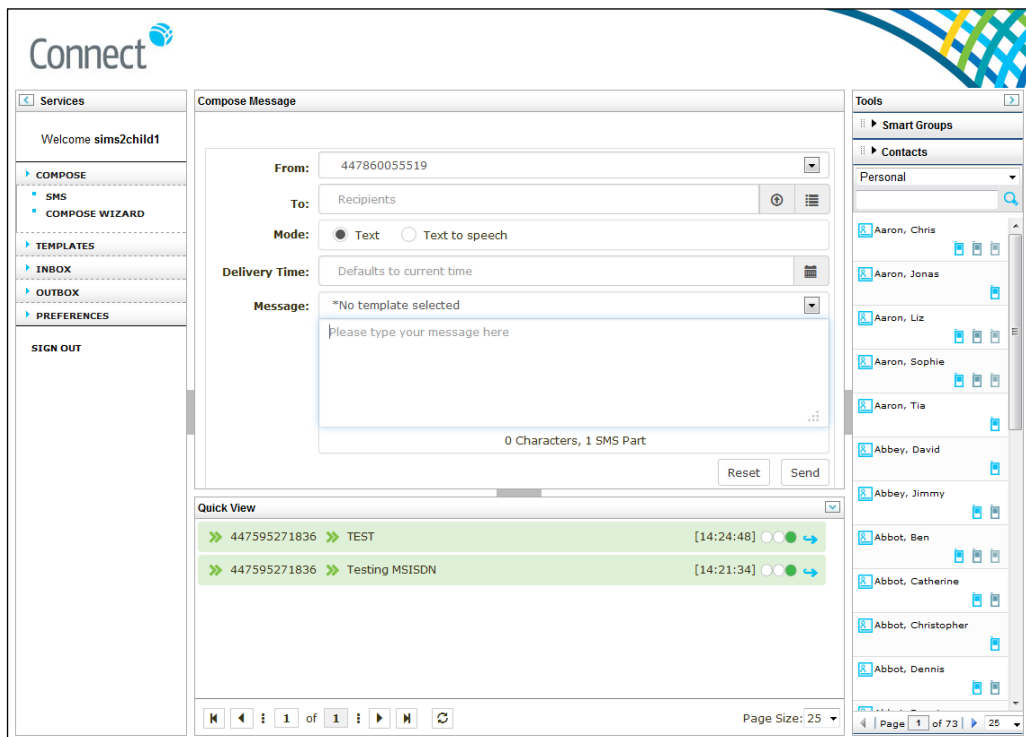 Connect
Services
Welcome sims2child1
COMPOSE
SMS
COMPOSE WIZARD
TEMPLATES
INBOX
OUTBOX
PREFERENCES
SIGN OUT
Compose Message
From: 447860055519
To: Recipients
Mode: Text Text to speech
Delivery Time: Defaults to current time
Message: *No template selected
Please type your message here
0 Characters, 1 SMS Part
Reset Send
Quick View
447595271836 TEST [14:24:48]
447595271836 Testing MSISDN [14:21:34]
1 of 1 Page Size: 25
Tools
Smart Groups
Contacts
Personal
Aaron, Chris
Aaron, Jonas
Aaron, Liz
Aaron, Sophie
Aaron, Tia
Abbey, David
Abbey, Jimmy
Abbot, Ben
Abbot, Catherine
Abbot, Christopher
Abbot, Dennis
Page 1 of 73 25